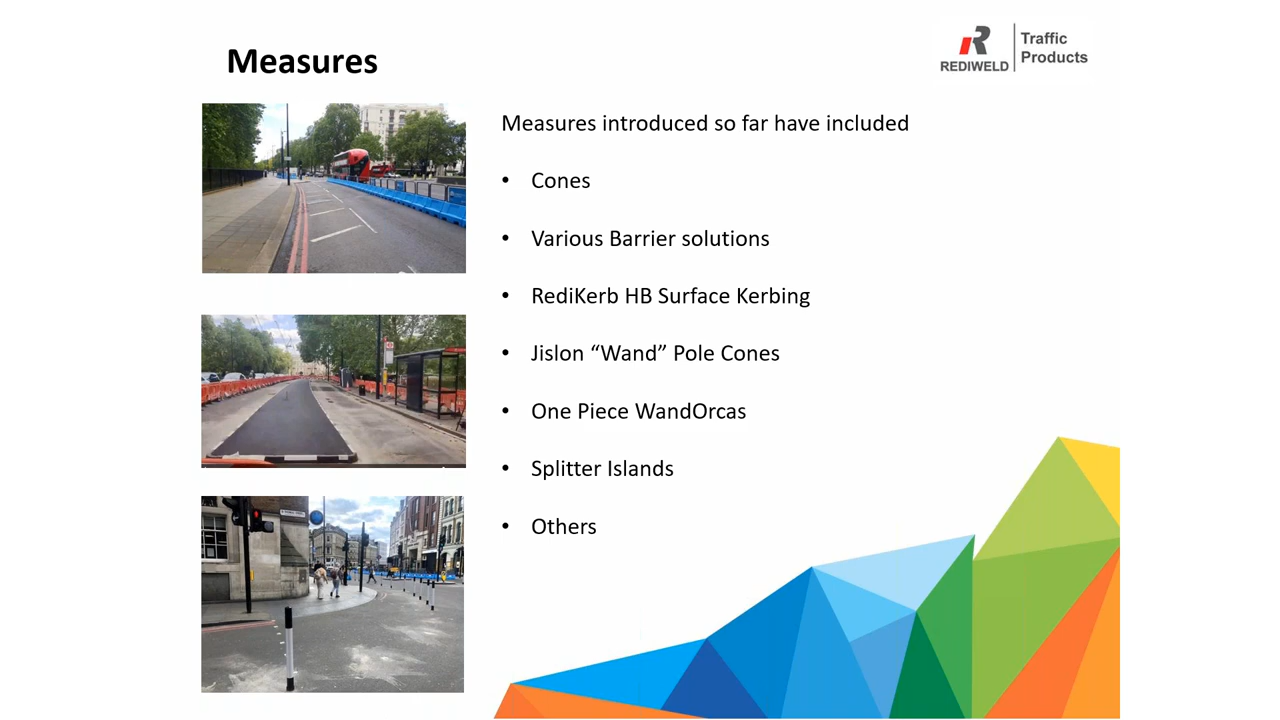 Measures
REDIWELD
Traffic
Products
Measures introduced so far have included
• Cones
• Various Barrier solutions
• RediKerb HB Surface Kerbing
• Jislon “Wand” Pole Cones
• One Piece WandOrcas
• Splitter Islands
• Others